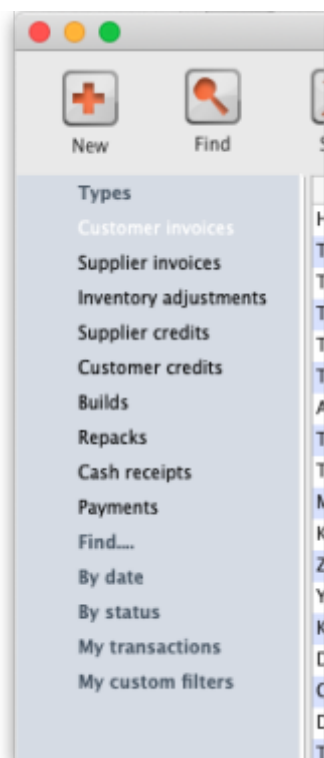 New Find
Types
Customer invoices
Supplier invoices
Inventory adjustments
Supplier credits
Customer credits
Builds
Repacks
Cash receipts
Payments
Find....
By date
By status
My transactions
My custom filters